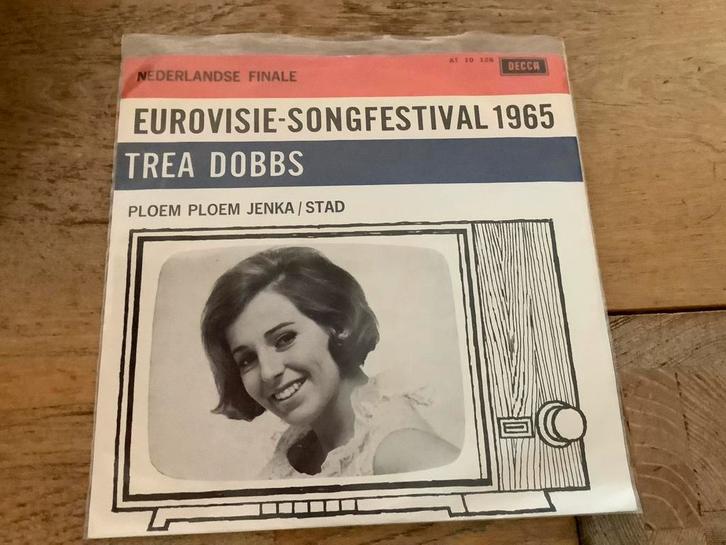 NEDERLANDSE FINALE
AT 10 128
DECCA
EUROVISIE-SONGFESTIVAL 1965
TREA DOBBS
PLOEM PLOEM JENKA/STAD